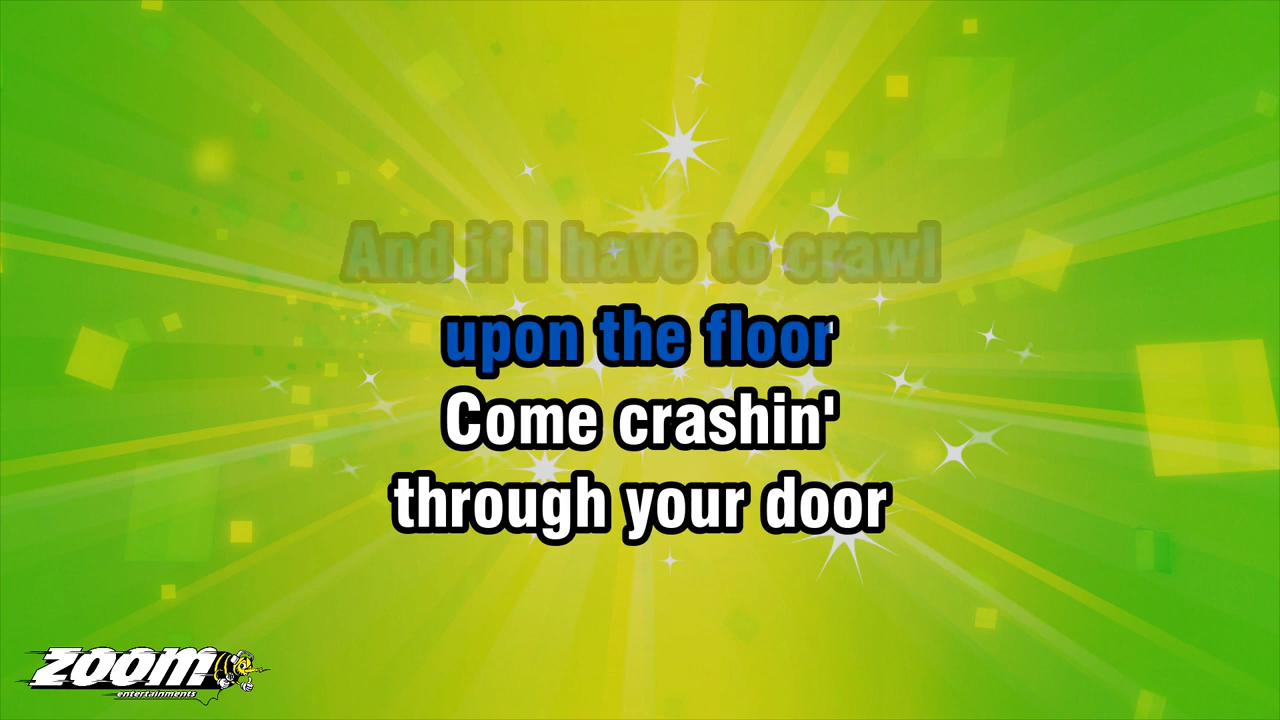 And if I have to crawl
upon the floor
Come crashin'
through your door
ZOOM
entertainments